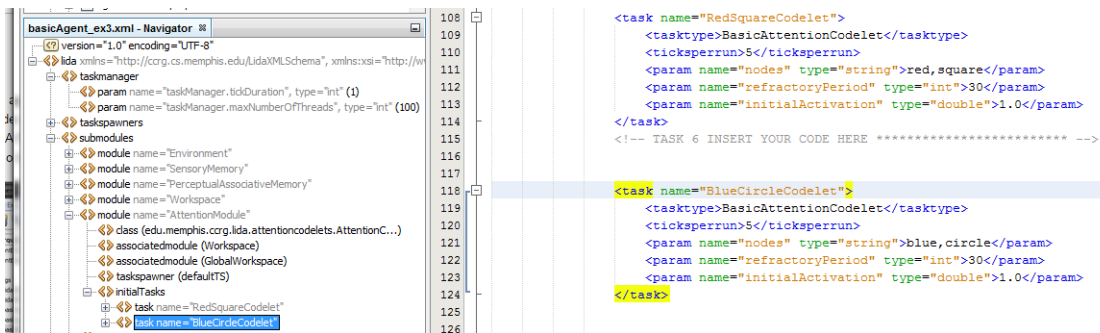 basicAgent_ex3.xml - Navigator
version="1.0" encoding="UTF-8"
lida xmlns="http://ccrg.cs.memphis.edu/LidaXMLSchema", xmlns:xsi="http://w
taskmanager
param name="taskManager.tickDuration", type="int" (1)
param name="taskManager.maxNumberOfThreads", type="int" (100)
taskspawners
submodules
module name="Environment"
module name="SensoryMemory"
module name="PerceptualAssociativeMemory"
module name="Workspace"
module name="AttentionModule"
class (edu.memphis.ccrg.lida.attentioncodelets.AttentionC...)
associatedmodule (Workspace)
associatedmodule (GlobalWorkspace)
taskspawner (defaultTS)
initialTasks
task name="RedSquareCodelet"
task name="BlueCircleCodelet"
108 <task name="RedSquareCodelet">
109 <tasktype>BasicAttentionCodelet</tasktype>
110 <ticksperrun>5</ticksperrun>
111 <param name="nodes" type="string">red,square</param>
112 <param name="refractoryPeriod" type="int">30</param>
113 <param name="initialActivation" type="double">1.0</param>
114 </task>
115 <!-- TASK 6 INSERT YOUR CODE HERE ************************* -->
116
117
118 <task name="BlueCircleCodelet">
119 <tasktype>BasicAttentionCodelet</tasktype>
120 <ticksperrun>5</ticksperrun>
121 <param name="nodes" type="string">blue,circle</param>
122 <param name="refractoryPeriod" type="int">30</param>
123 <param name="initialActivation" type="double">1.0</param>
124 </task>
125
126